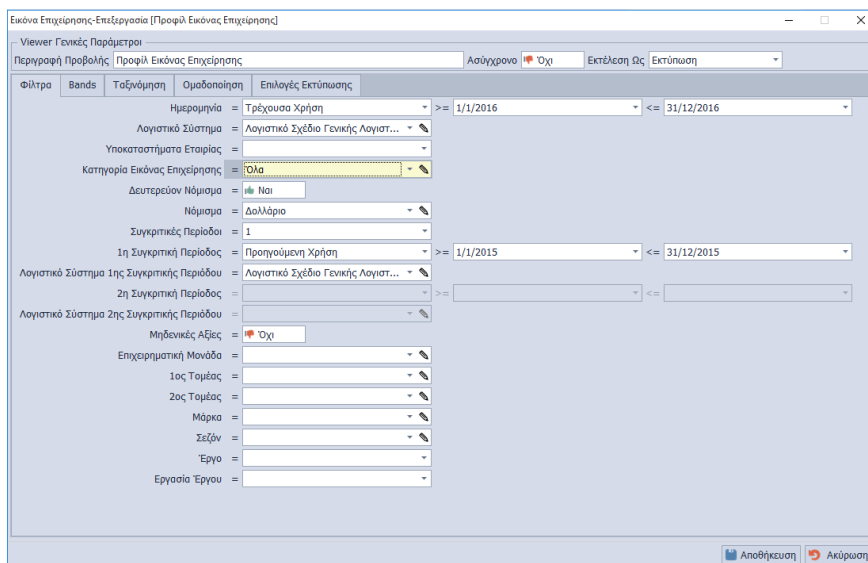 Εικόνα Επιχείρησης-Επεξεργασία [Προφίλ Εικόνας Επιχείρησης]
Viewer Γενικές Παράμετροι
Περιγραφή Προβολής Προφίλ Εικόνας Επιχείρησης Ασύγχρονο Όχι Εκτέλεση Ως Εκτύπωση
Φίλτρα Bands Ταξινόμηση Ομαδοποίηση Επιλογές Εκτύπωσης
Ημερομηνία = Τρέχουσα Χρήση >= 1/1/2016 <= 31/12/2016
Λογιστικό Σύστημα = Λογιστικό Σχέδιο Γενικής Λογιστ...
Υποκαταστήματα Εταιρίας =
Κατηγορία Εικόνας Επιχείρησης = Όλα
Δευτερεύον Νόμισμα = Ναι
Νόμισμα = Δολλάριο
Συγκριτικές Περίοδοι = 1
1η Συγκριτική Περίοδος = Προηγούμενη Χρήση >= 1/1/2015 <= 31/12/2015
Λογιστικό Σύστημα 1ης Συγκριτικής Περιόδου = Λογιστικό Σχέδιο Γενικής Λογιστ...
2η Συγκριτική Περίοδος = >= <=
Λογιστικό Σύστημα 2ης Συγκριτικής Περιόδου =
Μηδενικές Αξίες = Όχι
Επιχειρηματική Μονάδα =
1ος Τομέας =
2ος Τομέας =
Μάρκα =
Σεζόν =
Έργο =
Εργασία Έργου =
Αποθήκευση Ακύρωση